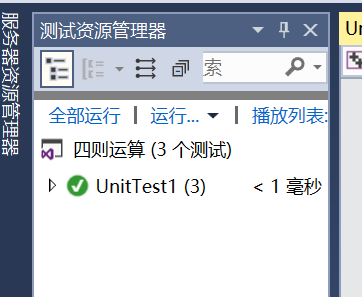 服务器资源管理器
测试资源管理器
Un
索
全部运行 | 运行... | 播放列表:
四则运算 (3 个测试)
UnitTest1 (3) < 1 毫秒